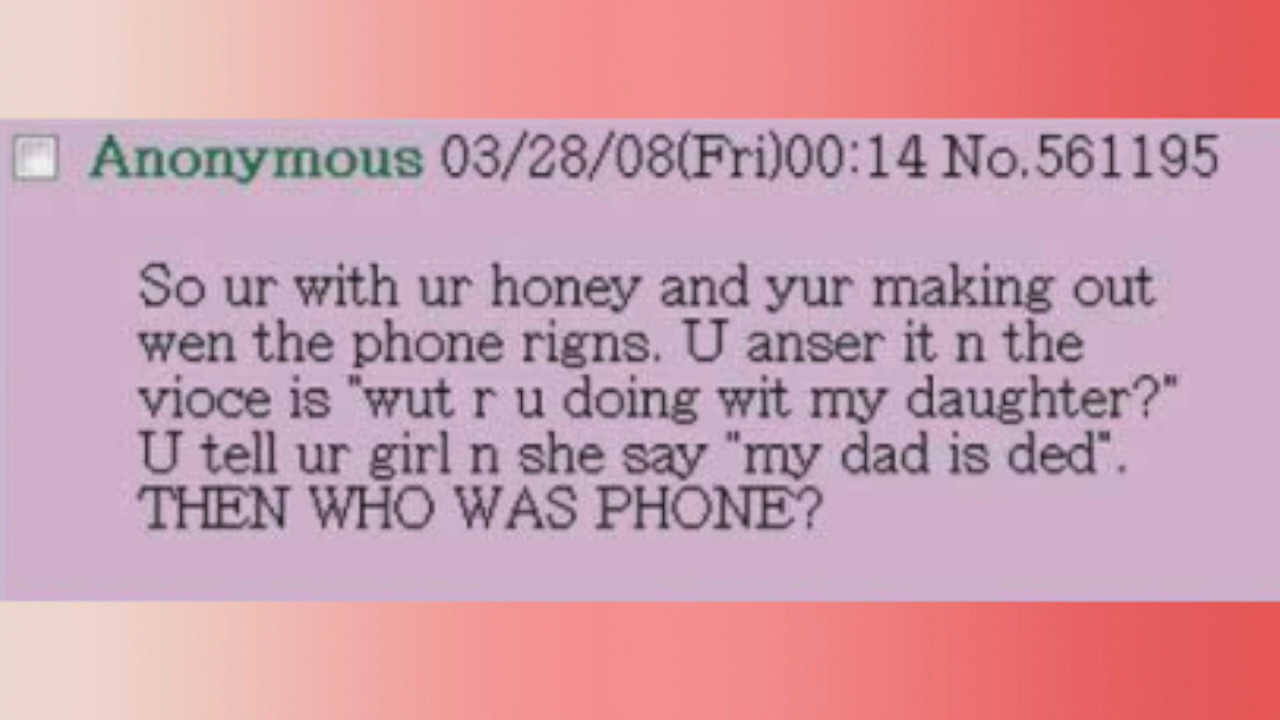 Anonymous 03/28/08(Fri)00:14 No.561195
So ur with ur honey and yur making out
wen the phone rigns. U anser it n the
vioce is "wut r u doing wit my daughter?"
U tell ur girl n she say "my dad is ded".
THEN WHO WAS PHONE?